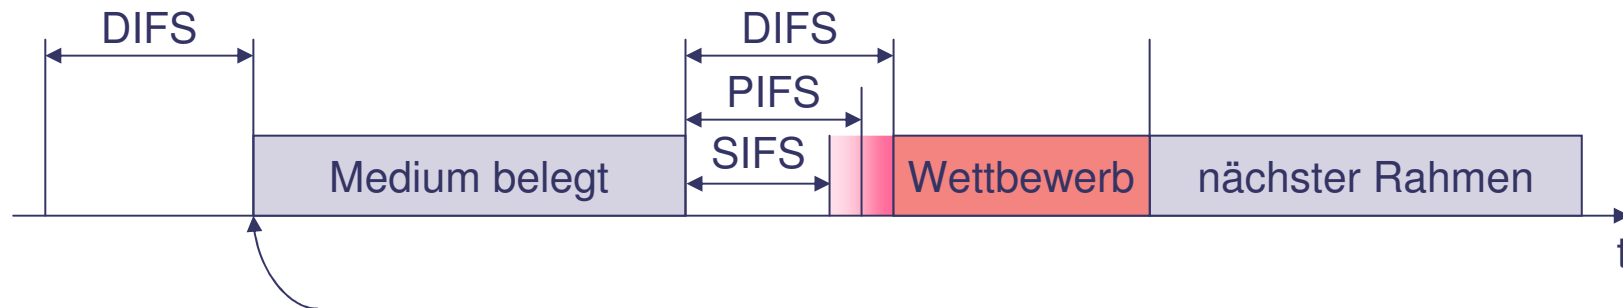 DIFS
DIFS
PIFS
SIFS
Medium belegt
Wettbewerb
nächster Rahmen
t